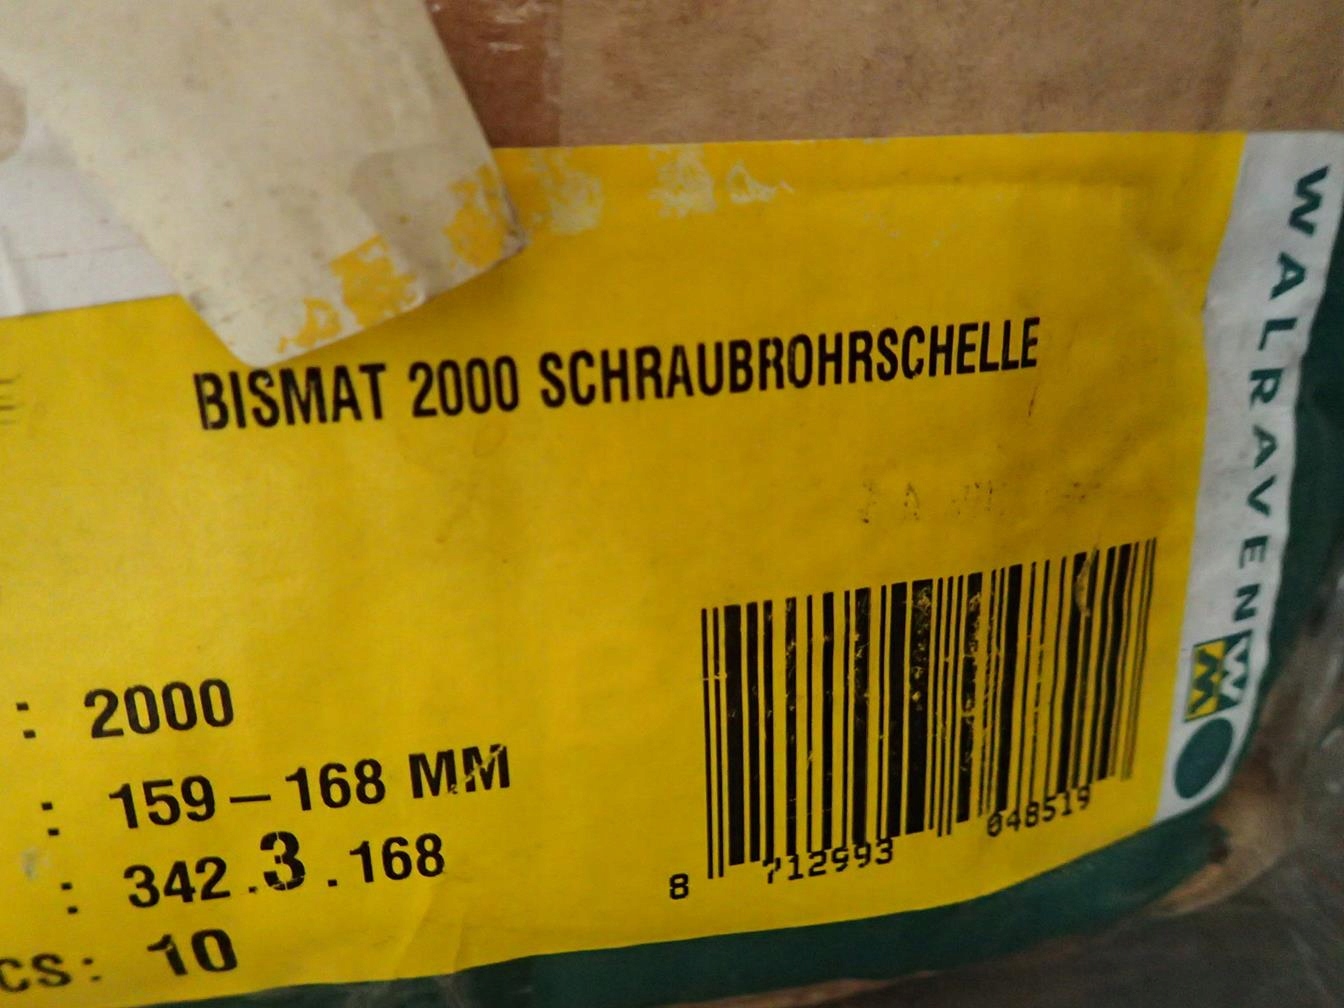 BISMAT 2000 SCHRAUBROHRSCHELLE
: 2000
: 159 – 168 MM
: 342.3.168
CS: 10
8 712993 048519
WALRAVEN